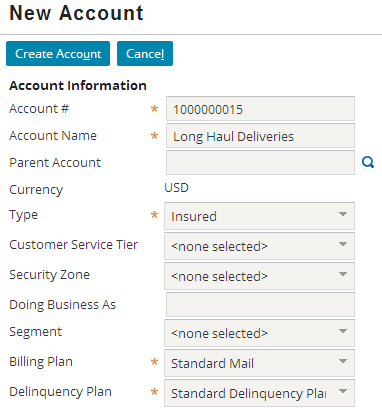 New Account
Create Account Cancel
Account Information
Account # * 1000000015
Account Name * Long Haul Deliveries
Parent Account
Currency USD
Type * Insured
Customer Service Tier <none selected>
Security Zone <none selected>
Doing Business As
Segment <none selected>
Billing Plan * Standard Mail
Delinquency Plan * Standard Delinquency Plan